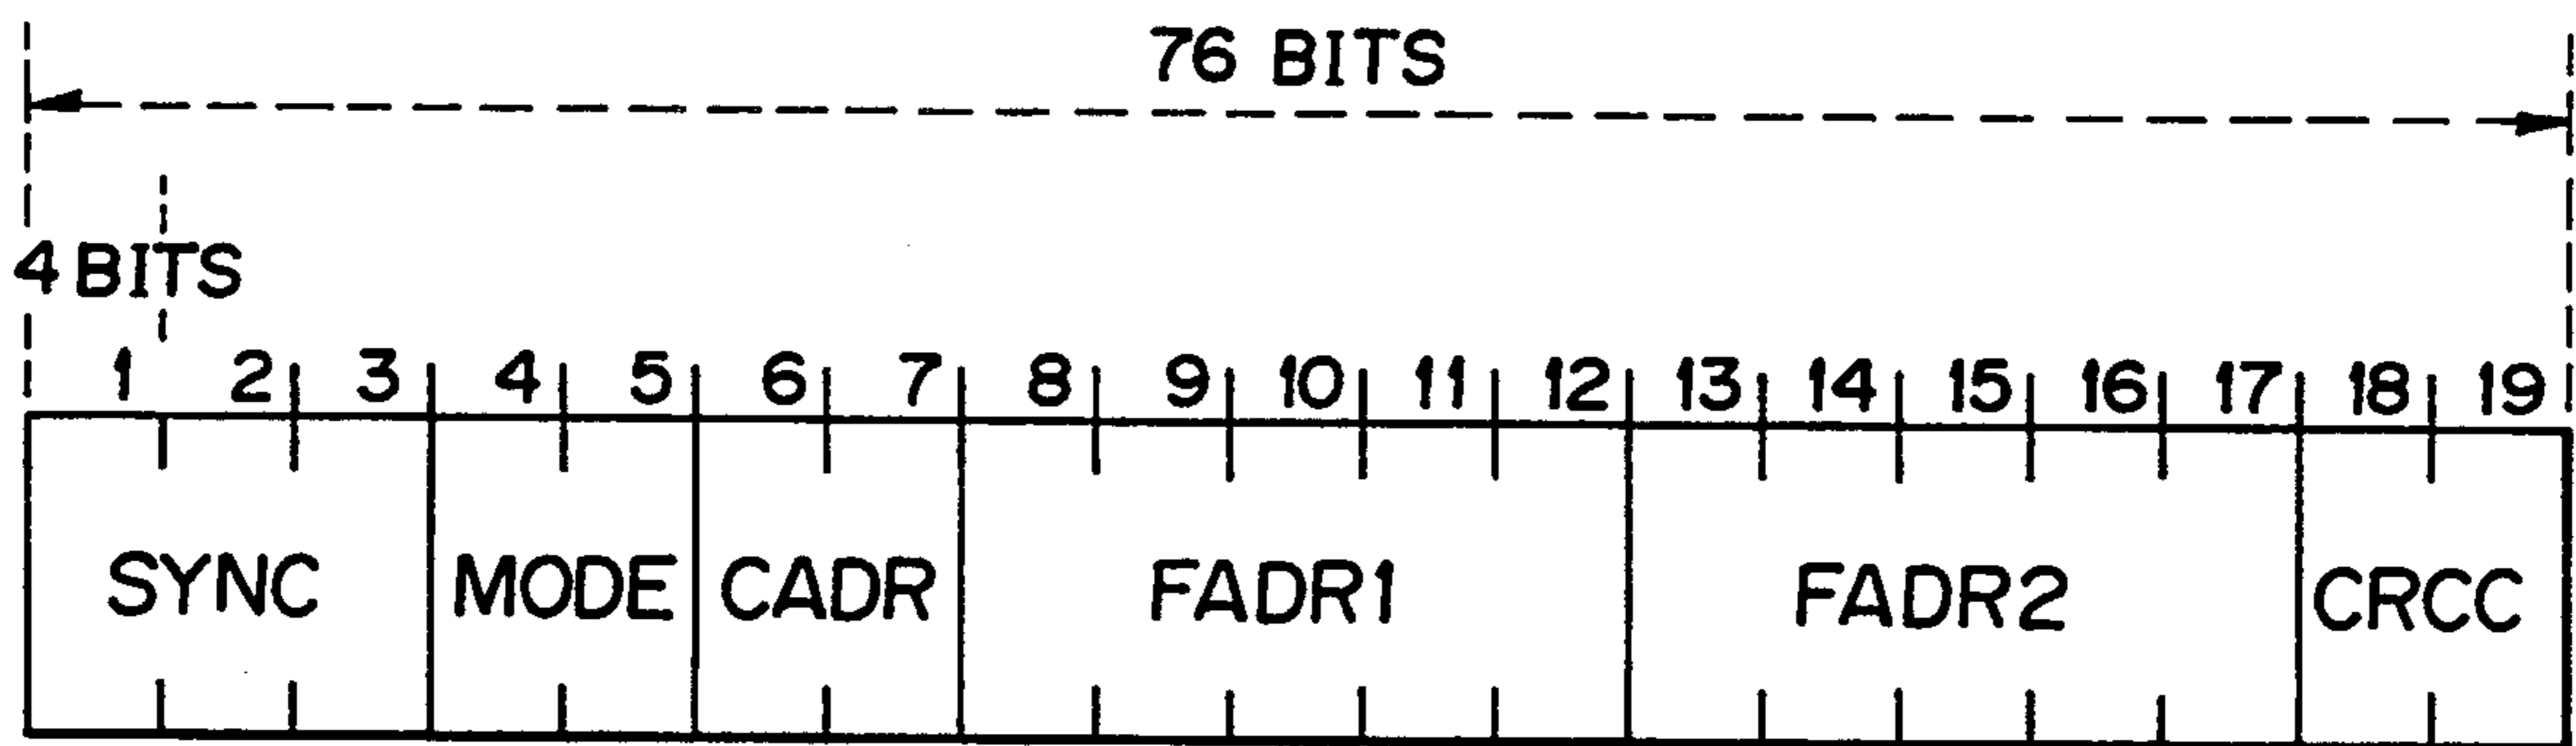 76 BITS
4 BITS
1 2 3 4 5 6 7 8 9 10 11 12 13 14 15 16 17 18 19
SYNC MODE CADR FADR1 FADR2 CRCC